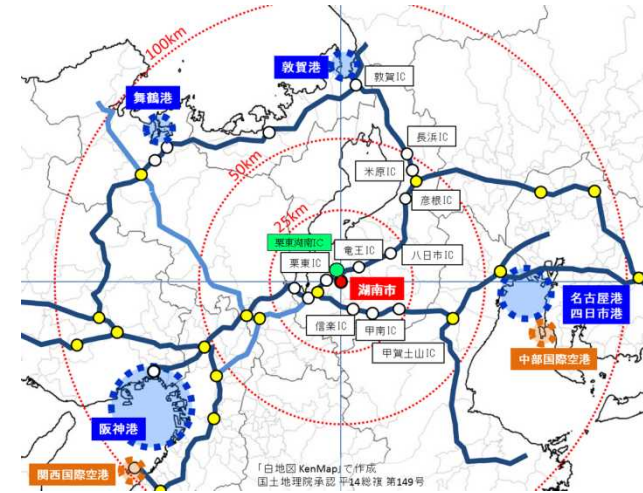 100km
敦賀港
敦賀IC
舞鶴港
長浜IC
50km
米原IC
彦根IC
25km
栗東湖南IC
竜王IC
八日市IC
栗東IC
湖南市
名古屋港
四日市港
信楽IC
甲南IC
中部国際空港
甲賀土山IC
阪神港
関西国際空港
「白地図 KenMap」で作成
国土地理院承認 平14総複 第149号